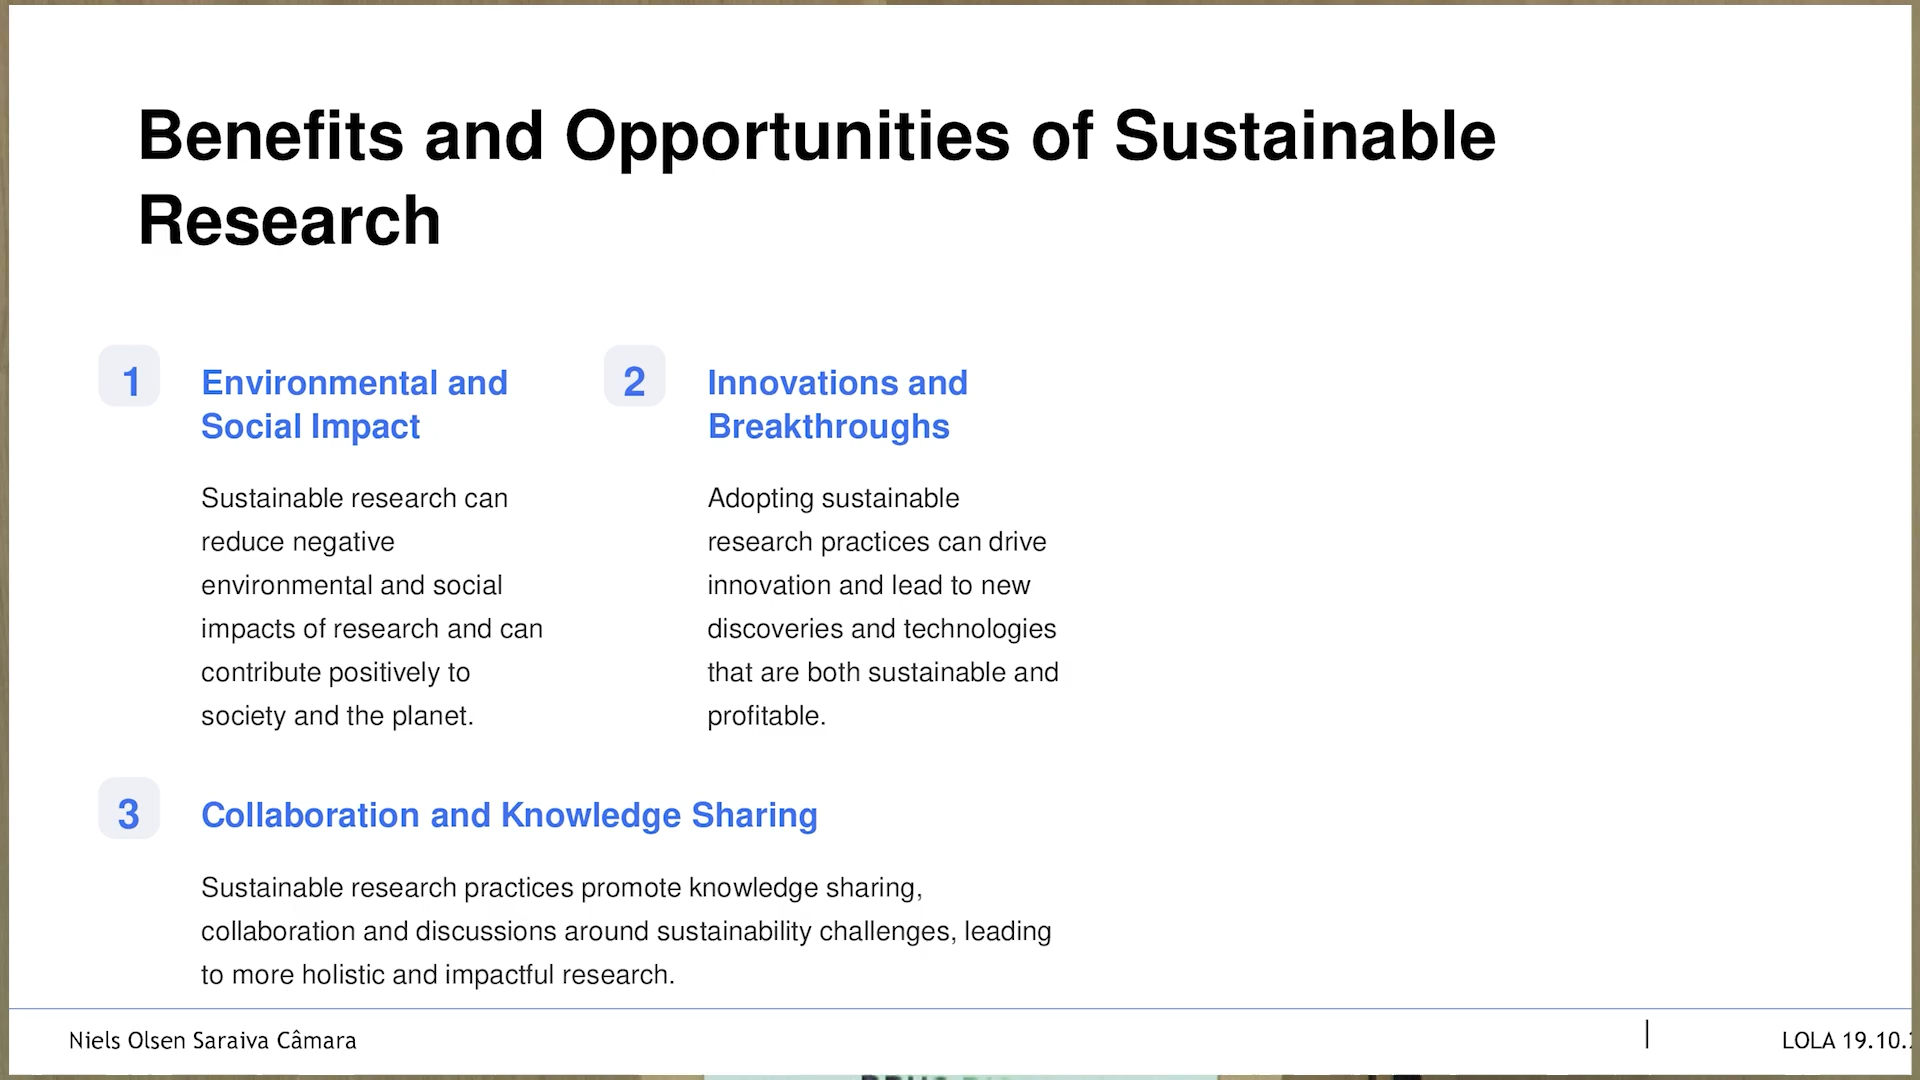 Benefits and Opportunities of Sustainable
Research
1
Environmental and
Social Impact
Sustainable research can
reduce negative
environmental and social
impacts of research and can
contribute positively to
society and the planet.
2
Innovations and
Breakthroughs
Adopting sustainable
research practices can drive
innovation and lead to new
discoveries and technologies
that are both sustainable and
profitable.
3
Collaboration and Knowledge Sharing
Sustainable research practices promote knowledge sharing,
collaboration and discussions around sustainability challenges, leading
to more holistic and impactful research.
Niels Olsen Saraiva Câmara
LOLA 19.10.